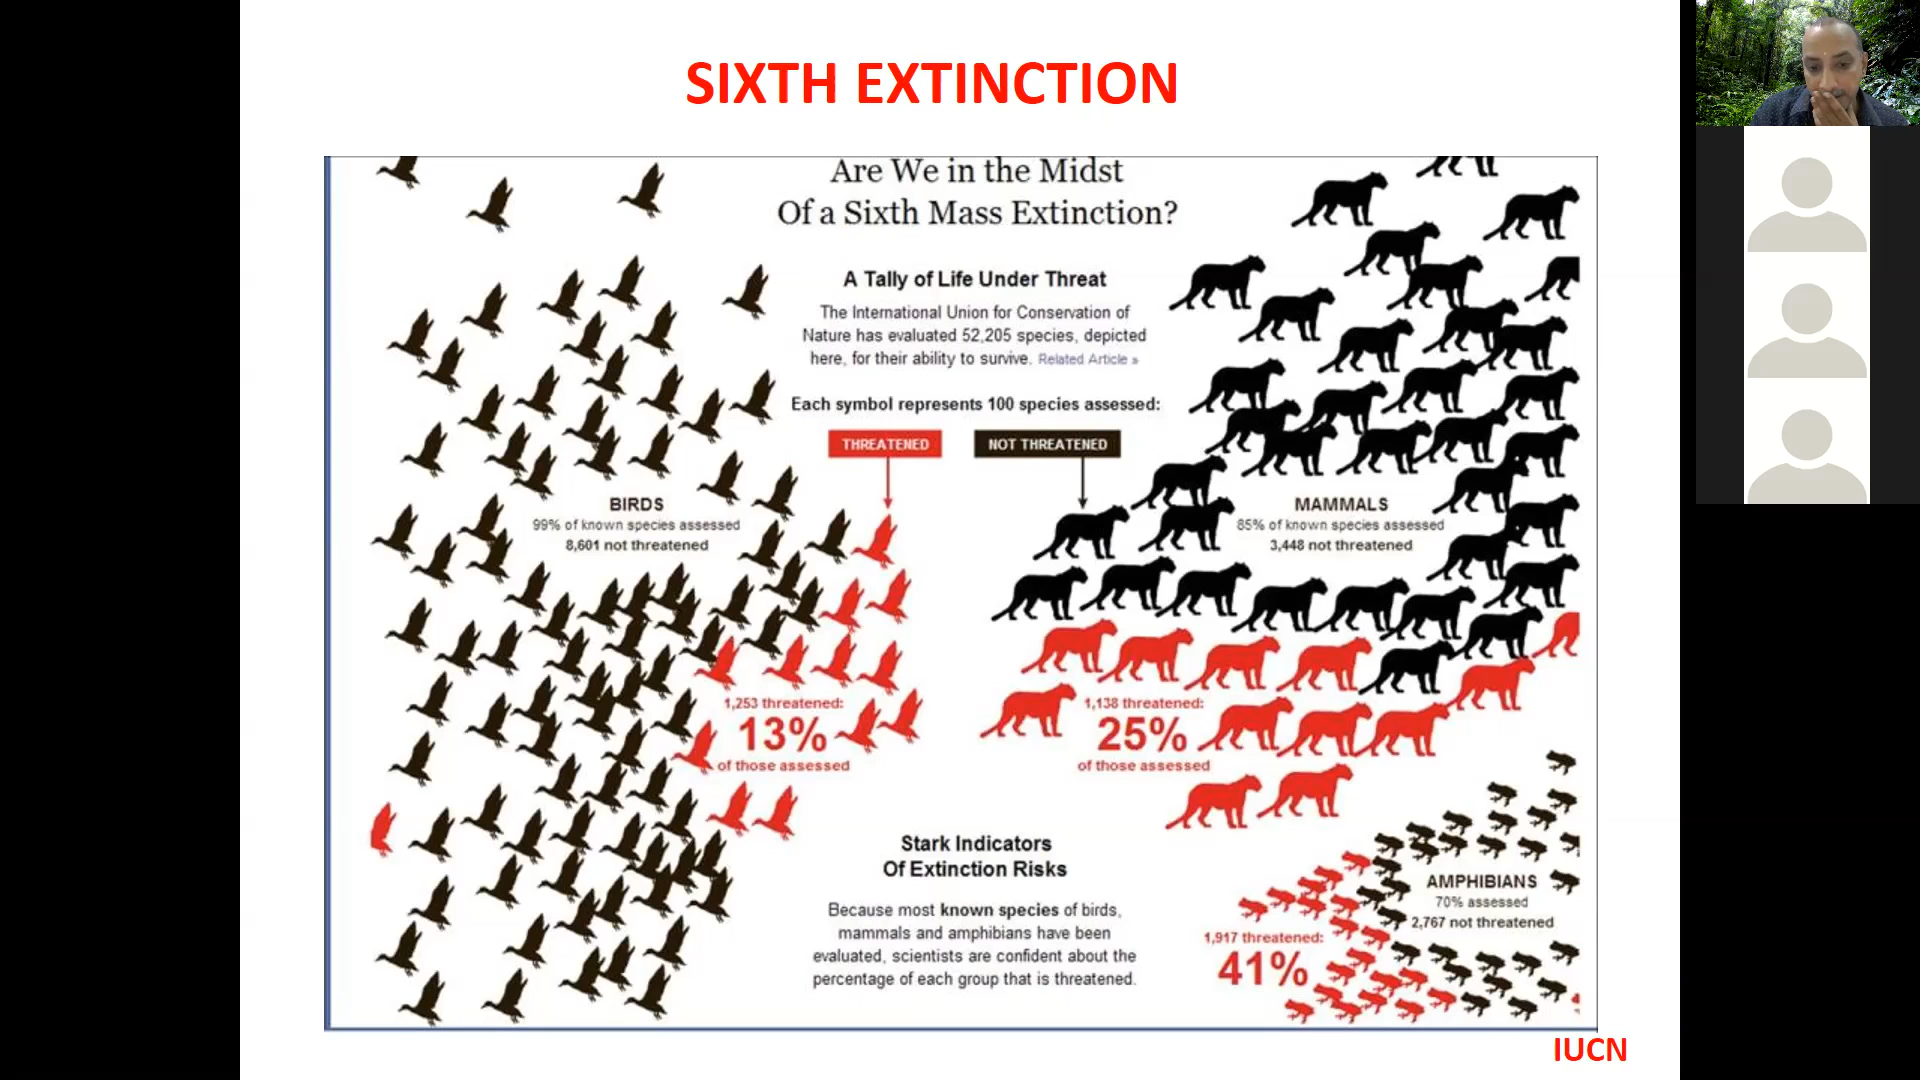 SIXTH EXTINCTION
Are We in the Midst
Of a Sixth Mass Extinction?
A Tally of Life Under Threat
The International Union for Conservation of
Nature has evaluated 52,205 species, depicted
here, for their ability to survive. Related Article »
Each symbol represents 100 species assessed:
THREATENED
NOT THREATENED
BIRDS
99% of known species assessed
8,601 not threatened
MAMMALS
85% of known species assessed
3,448 not threatened
1,253 threatened:
13%
of those assessed
1,138 threatened:
25%
of those assessed
Stark Indicators
Of Extinction Risks
Because most known species of birds,
mammals and amphibians have been
evaluated, scientists are confident about the
percentage of each group that is threatened.
AMPHIBIANS
70% assessed
2,767 not threatened
1,917 threatened:
41%
IUCN